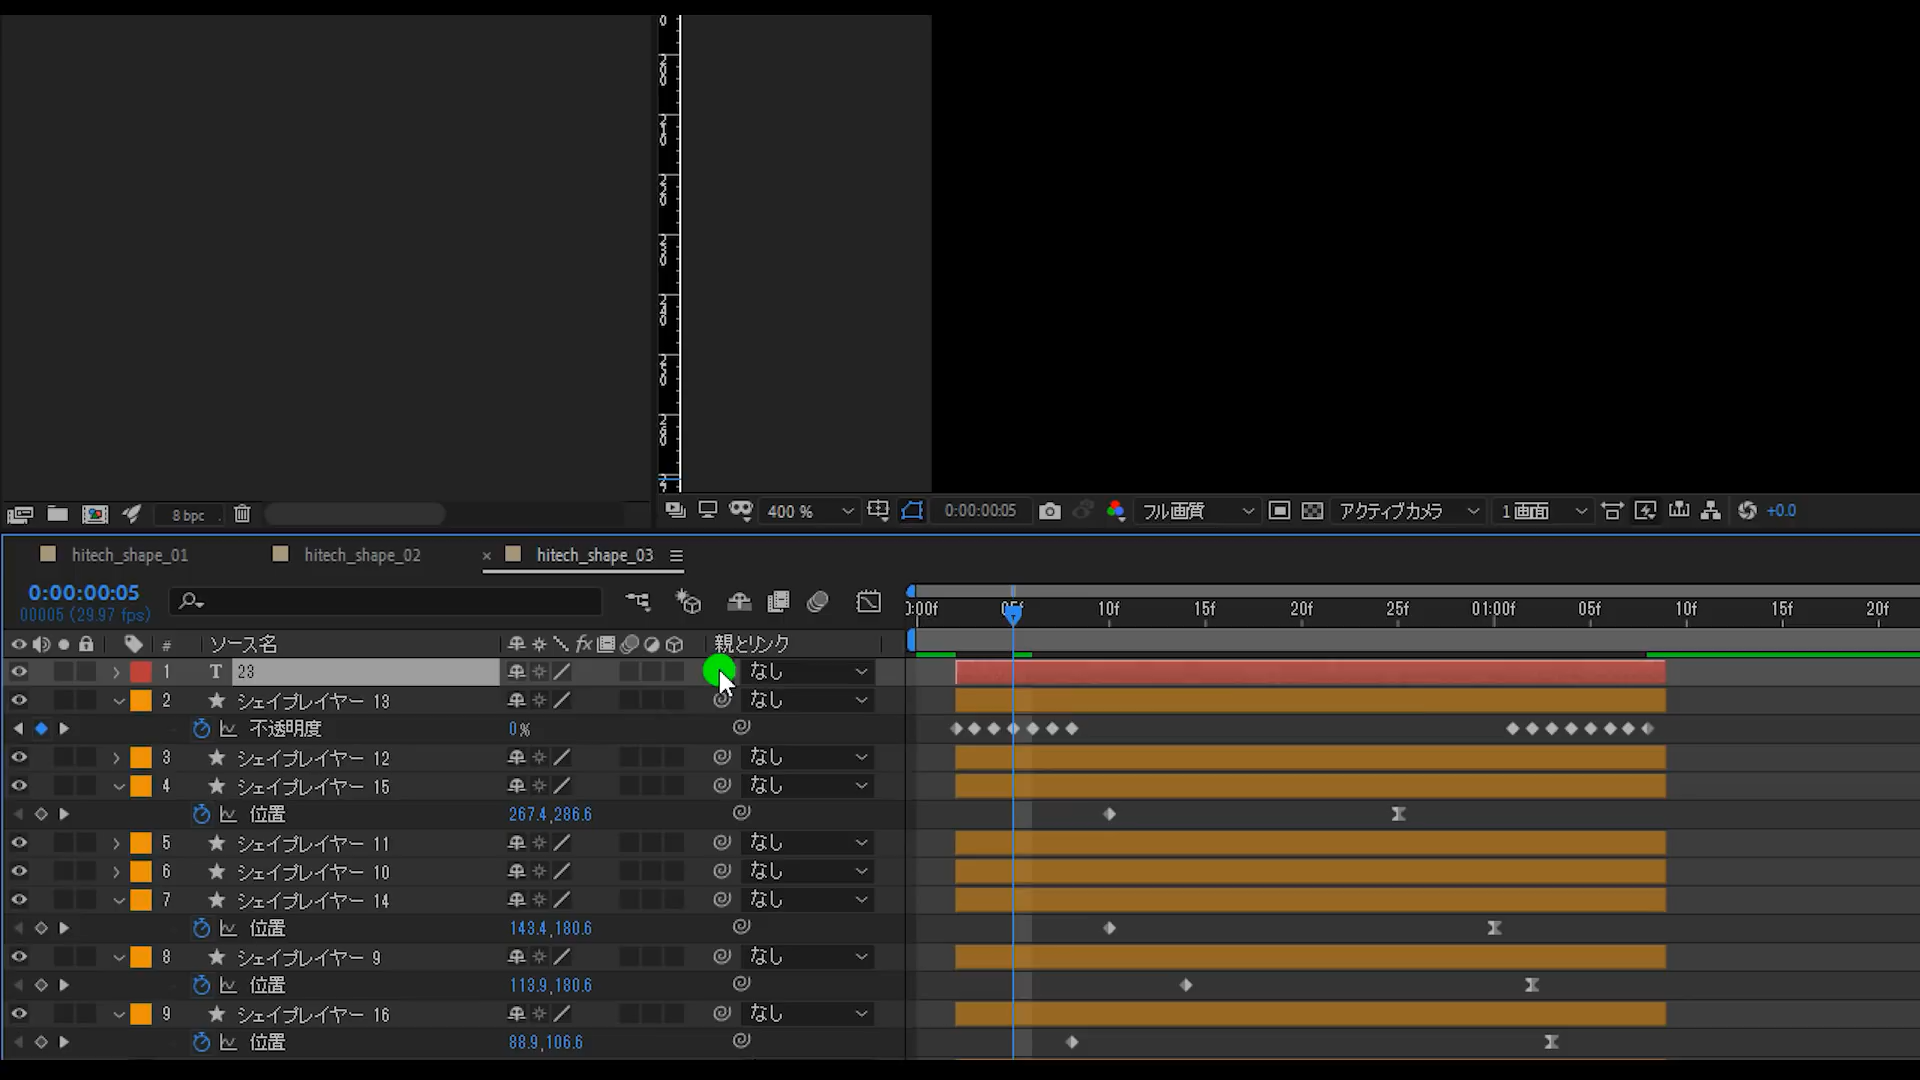 0
200
210
220
230
240
250
260
8 bpc
400 %
0:00:00:05
フル画質
アクティブカメラ
1画面
+0.0
hitech_shape_01
hitech_shape_02
× hitech_shape_03
0:00:00:05
00005 (29.97 fps)
):00f 05f 10f 15f 20f 25f 01:00f 05f 10f 15f 20f
# ソース名 fx 親とリンク
1 T 23 なし
2 シェイプレイヤー 13 なし
不透明度 0%
3 シェイプレイヤー 12 なし
4 シェイプレイヤー 15 なし
位置 267.4,286.6
5 シェイプレイヤー 11 なし
6 シェイプレイヤー 10 なし
7 シェイプレイヤー 14 なし
位置 143.4,180.6
8 シェイプレイヤー 9 なし
位置 113.9,180.6
9 シェイプレイヤー 16 なし
位置 88.9,106.6